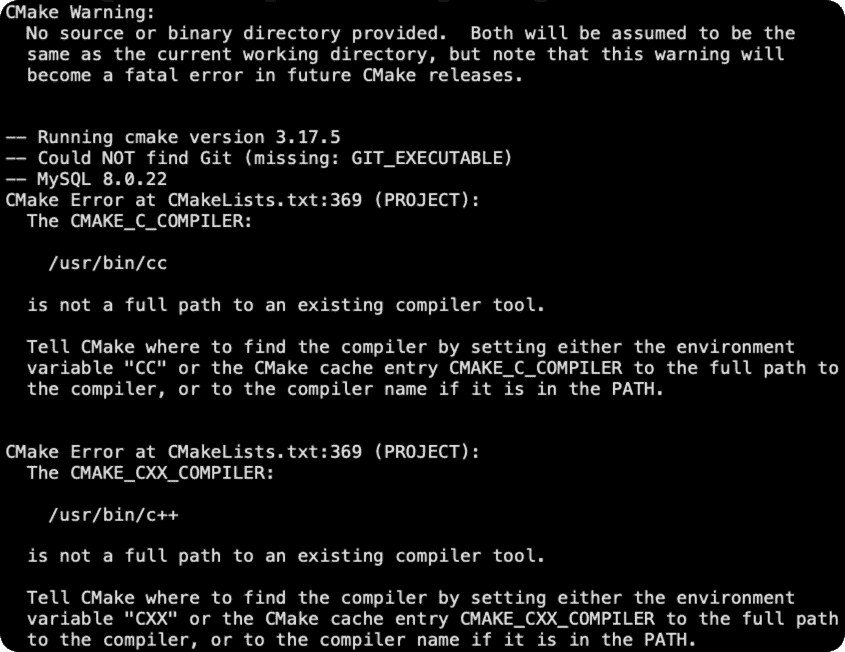 CMake Warning:
No source or binary directory provided.  Both will be assumed to be the
same as the current working directory, but note that this warning will
become a fatal error in future CMake releases.
-- Running cmake version 3.17.5
-- Could NOT find Git (missing: GIT_EXECUTABLE)
-- MySQL 8.0.22
CMake Error at CMakeLists.txt:369 (PROJECT):
The CMAKE_C_COMPILER:
/usr/bin/cc
is not a full path to an existing compiler tool.
Tell CMake where to find the compiler by setting either the environment
variable "CC" or the CMake cache entry CMAKE_C_COMPILER to the full path to
the compiler, or to the compiler name if it is in the PATH.
CMake Error at CMakeLists.txt:369 (PROJECT):
The CMAKE_CXX_COMPILER:
/usr/bin/c++
is not a full path to an existing compiler tool.
Tell CMake where to find the compiler by setting either the environment
variable "CXX" or the CMake cache entry CMAKE_CXX_COMPILER to the full path
to the compiler, or to the compiler name if it is in the PATH.